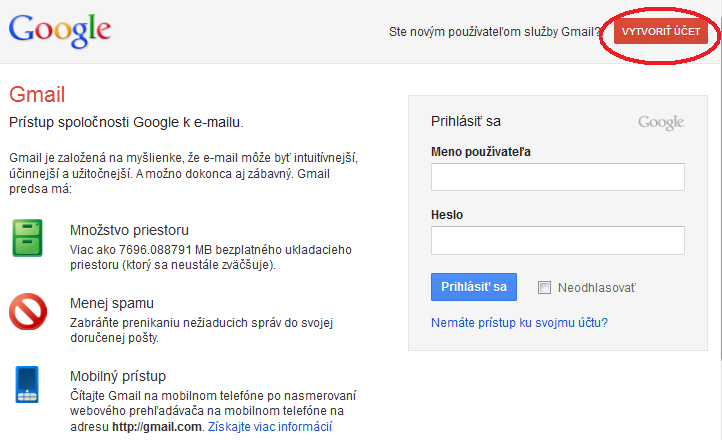 Google
Ste novým používateľom služby Gmail?
VYTVORIŤ ÚČET
Gmail
Prístup spoločnosti Google k e-mailu.
Gmail je založená na myšlienke, že e-mail môže byť intuitívnejší,
účinnejší a užitočnejší. A možno dokonca aj zábavný. Gmail
predsa má:
Množstvo priestoru
Viac ako 7696.088791 MB bezplatného ukladacieho
priestoru (ktorý sa neustále zväčšuje).
Menej spamu
Zabráňte prenikaniu nežiaducich správ do svojej
doručenej pošty.
Mobilný prístup
Čítajte Gmail na mobilnom telefóne po nasmerovaní
webového prehľadávača na mobilnom telefóne na
adresu http://gmail.com. Získajte viac informácií
Prihlásiť sa
Google
Meno používateľa
Heslo
Prihlásiť sa
Neodhlasovať
Nemáte prístup ku svojmu účtu?